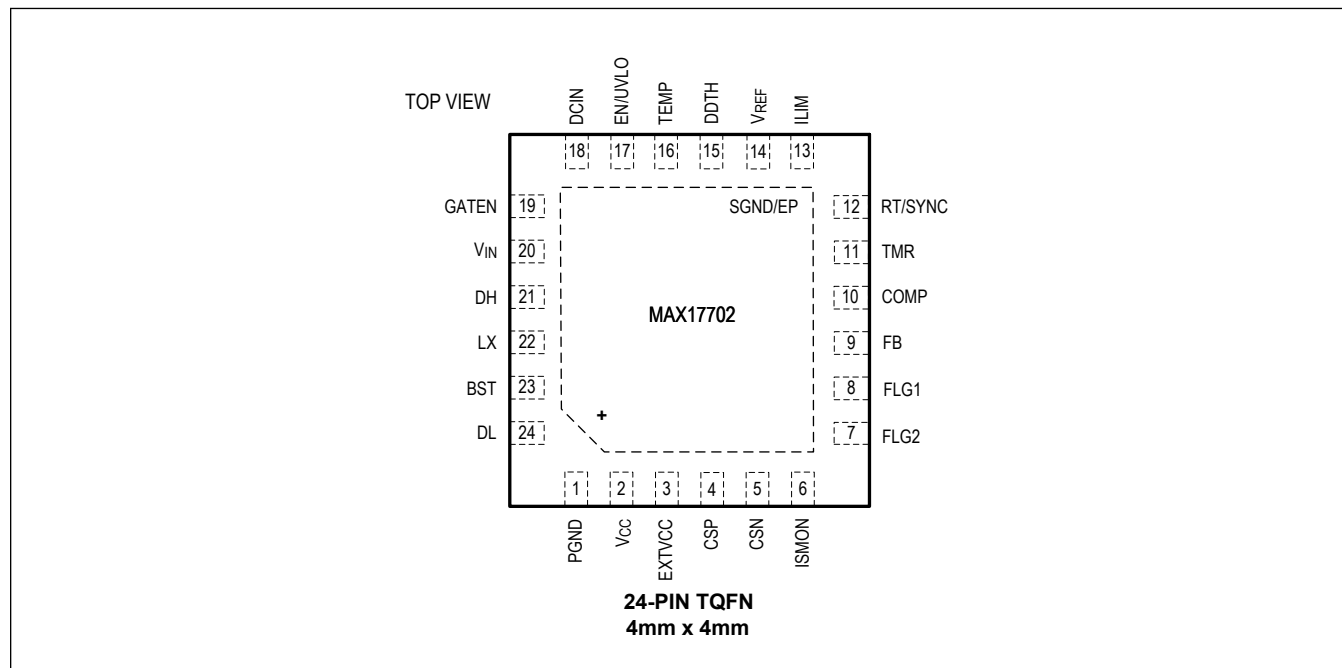 TOP VIEW
DCIN
EN/UVLO
TEMP
DDTH
VREF
ILIM
18 17 16 15 14 13
GATEN 19
SGND/EP
12 RT/SYNC
VIN 20
11 TMR
DH 21
10 COMP
MAX17702
LX 22
9 FB
BST 23
8 FLG1
+
DL 24
7 FLG2
1 2 3 4 5 6
PGND
VCC
EXTVCC
CSP
CSN
ISMON
24-PIN TQFN
4mm x 4mm